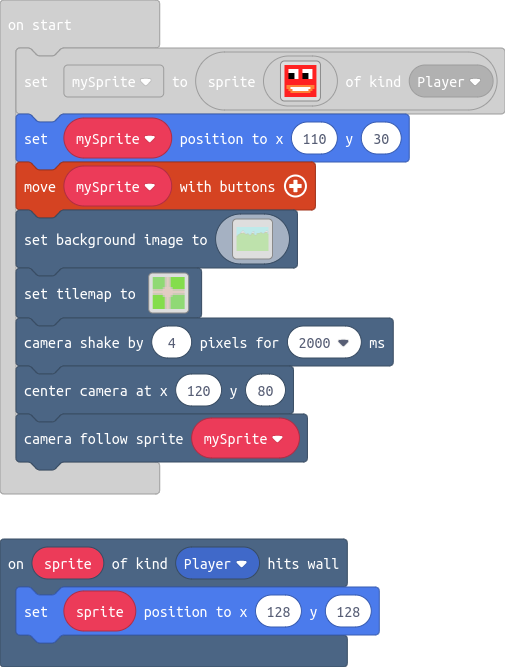 on start
set mySprite to sprite of kind Player
set mySprite position to x 110 y 30
move mySprite with buttons
set background image to
set tilemap to
camera shake by 4 pixels for 2000 ms
center camera at x 120 y 80
camera follow sprite mySprite
on sprite of kind Player hits wall
set sprite position to x 128 y 128